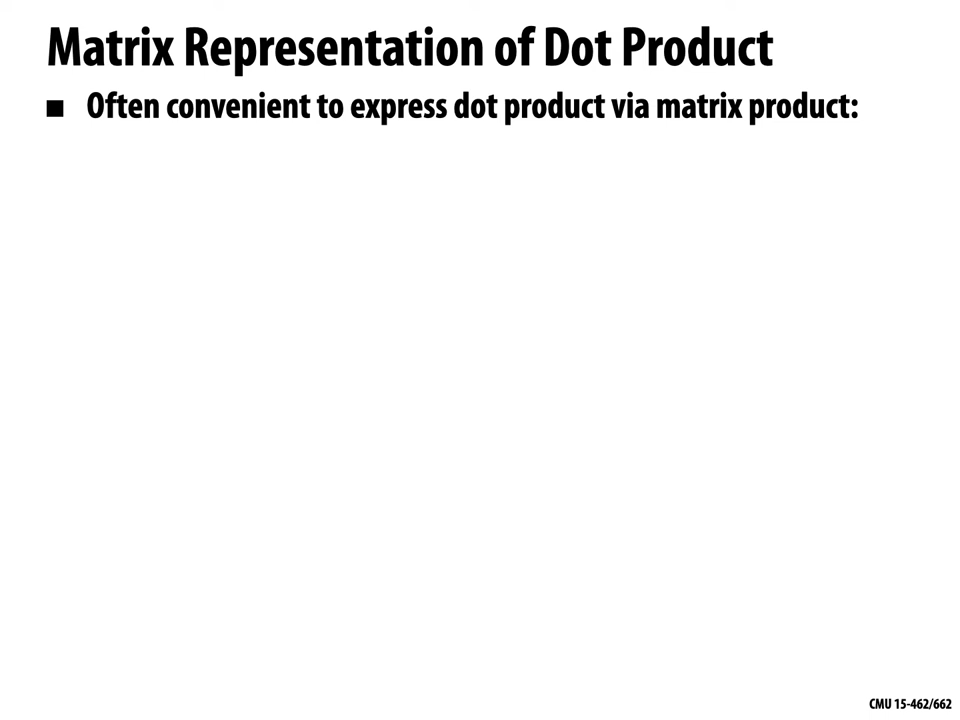 Matrix Representation of Dot Product
■ Often convenient to express dot product via matrix product:
CMU 15-462/662